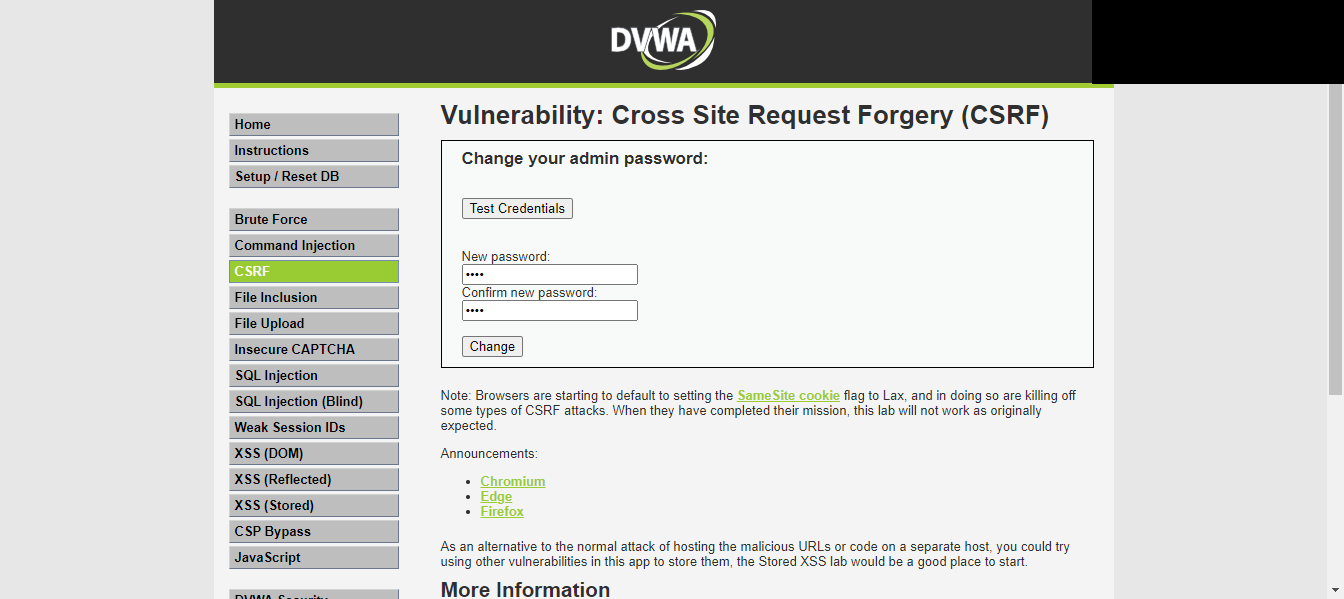 DVWA
Home
Instructions
Setup / Reset DB
Brute Force
Command Injection
CSRF
File Inclusion
File Upload
Insecure CAPTCHA
SQL Injection
SQL Injection (Blind)
Weak Session IDs
XSS (DOM)
XSS (Reflected)
XSS (Stored)
CSP Bypass
JavaScript
DVWA Security
Vulnerability: Cross Site Request Forgery (CSRF)
Change your admin password:
Test Credentials
New password:
••••
Confirm new password:
••••
Change
Note: Browsers are starting to default to setting the SameSite cookie flag to Lax, and in doing so are killing off
some types of CSRF attacks. When they have completed their mission, this lab will not work as originally
expected.
Announcements:
• Chromium
• Edge
• Firefox
As an alternative to the normal attack of hosting the malicious URLs or code on a separate host, you could try
using other vulnerabilities in this app to store them, the Stored XSS lab would be a good place to start.
More Information